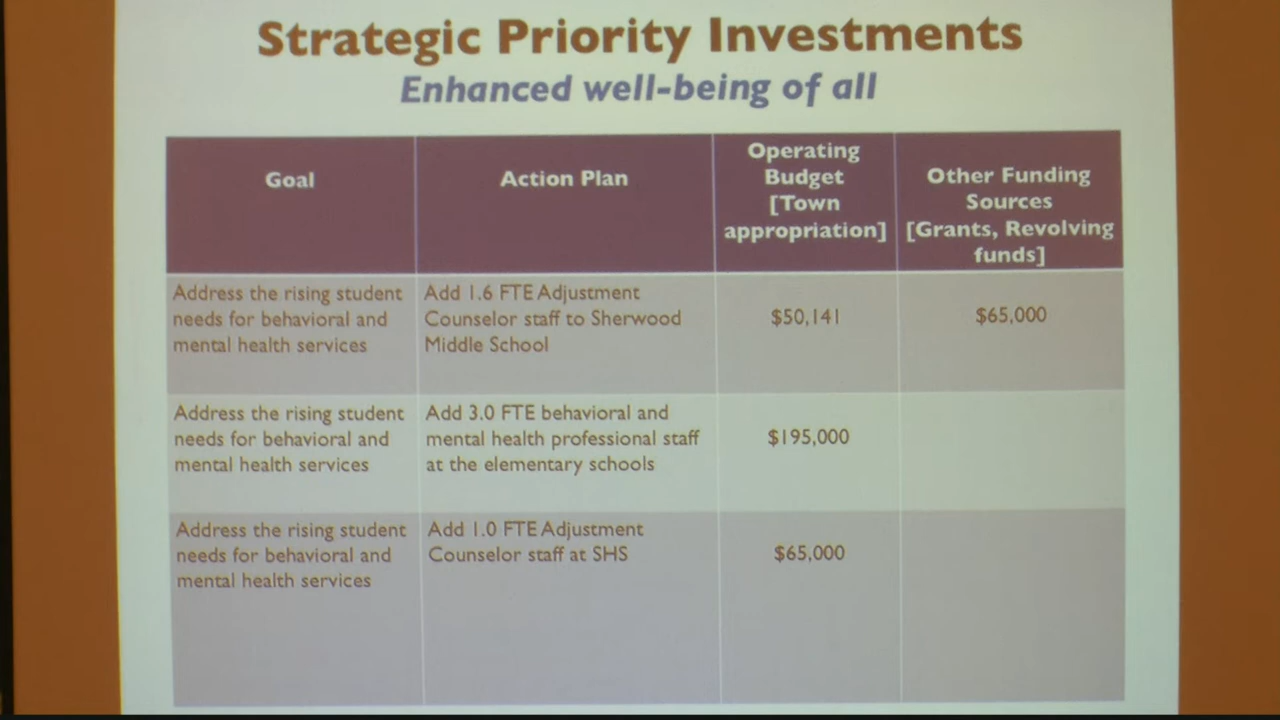 Strategic Priority Investments
Enhanced well-being of all
Goal
Action Plan
Operating
Budget
[Town
appropriation]
Other Funding
Sources
[Grants, Revolving
funds]
Address the rising student
needs for behavioral and
mental health services
Add 1.6 FTE Adjustment
Counselor staff to Sherwood
Middle School
$50,141
$65,000
Address the rising student
needs for behavioral and
mental health services
Add 3.0 FTE behavioral and
mental health professional staff
at the elementary schools
$195,000
Address the rising student
needs for behavioral and
mental health services
Add 1.0 FTE Adjustment
Counselor staff at SHS
$65,000